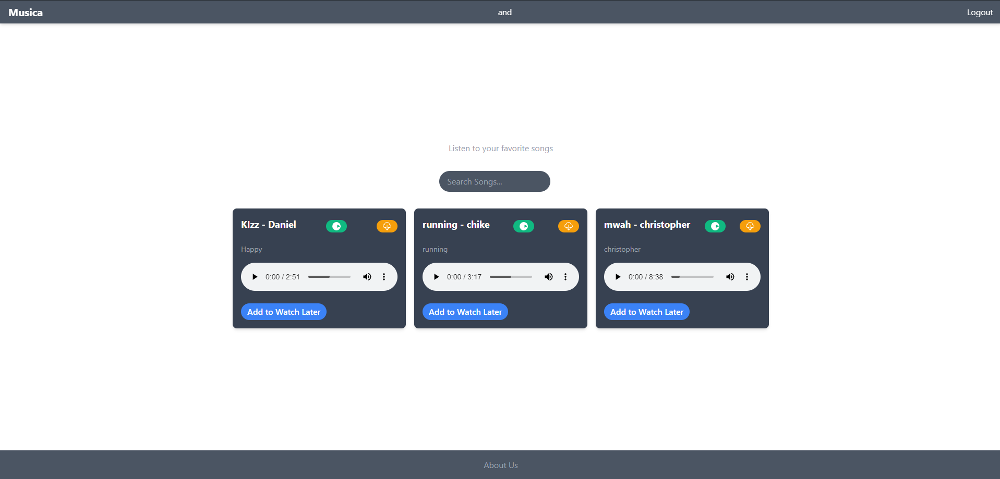 Musica
and
Logout
Listen to your favorite songs
Search Songs...
KIzz - Daniel
Happy
0:00 / 2:51
Add to Watch Later
running - chike
running
0:00 / 3:17
Add to Watch Later
mwah - christopher
christopher
0:00 / 8:38
Add to Watch Later
About Us